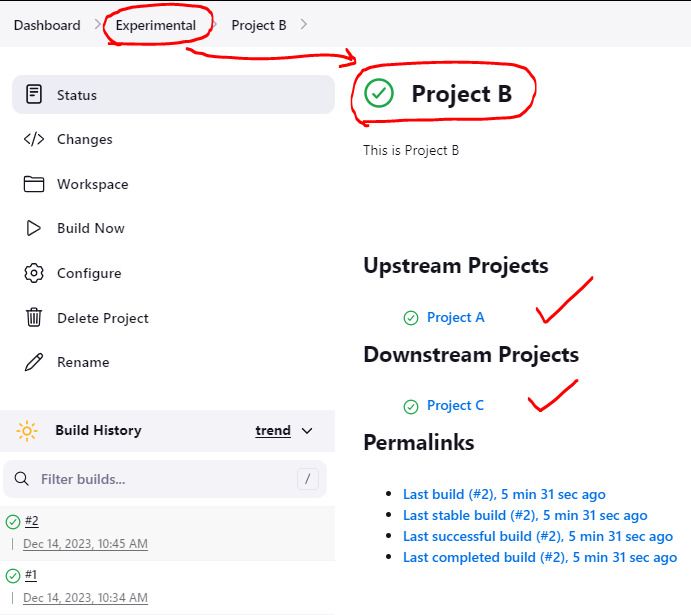 Dashboard > Experimental > Project B >
Status
Changes
Workspace
Build Now
Configure
Delete Project
Rename
Build History trend
Filter builds... /
#2
Dec 14, 2023, 10:45 AM
#1
Dec 14, 2023, 10:34 AM
Project B
This is Project B
Upstream Projects
Project A
Downstream Projects
Project C
Permalinks
Last build (#2), 5 min 31 sec ago
Last stable build (#2), 5 min 31 sec ago
Last successful build (#2), 5 min 31 sec ago
Last completed build (#2), 5 min 31 sec ago